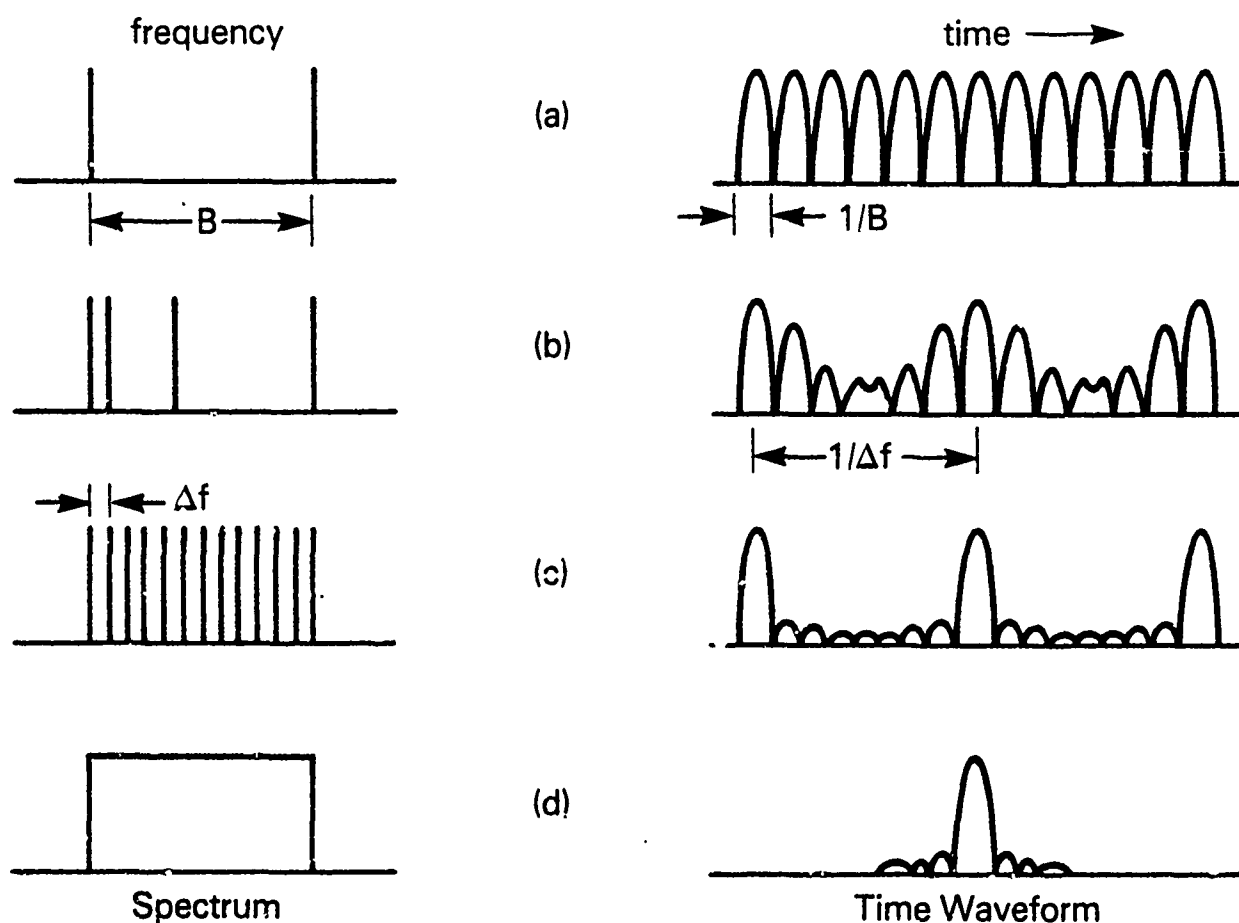 frequency
time
(a)
B
1/B
(b)
1/Δf
Δf
(c)
(d)
Spectrum
Time Waveform